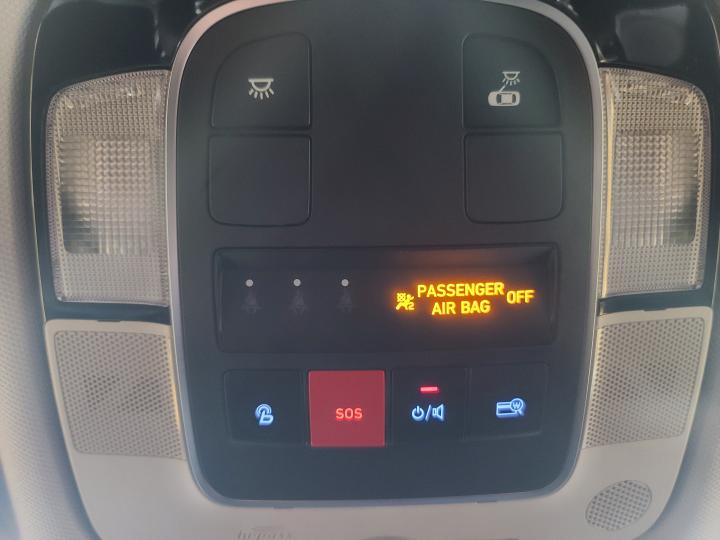 PASSENGER
AIR BAG OFF
SOS
W